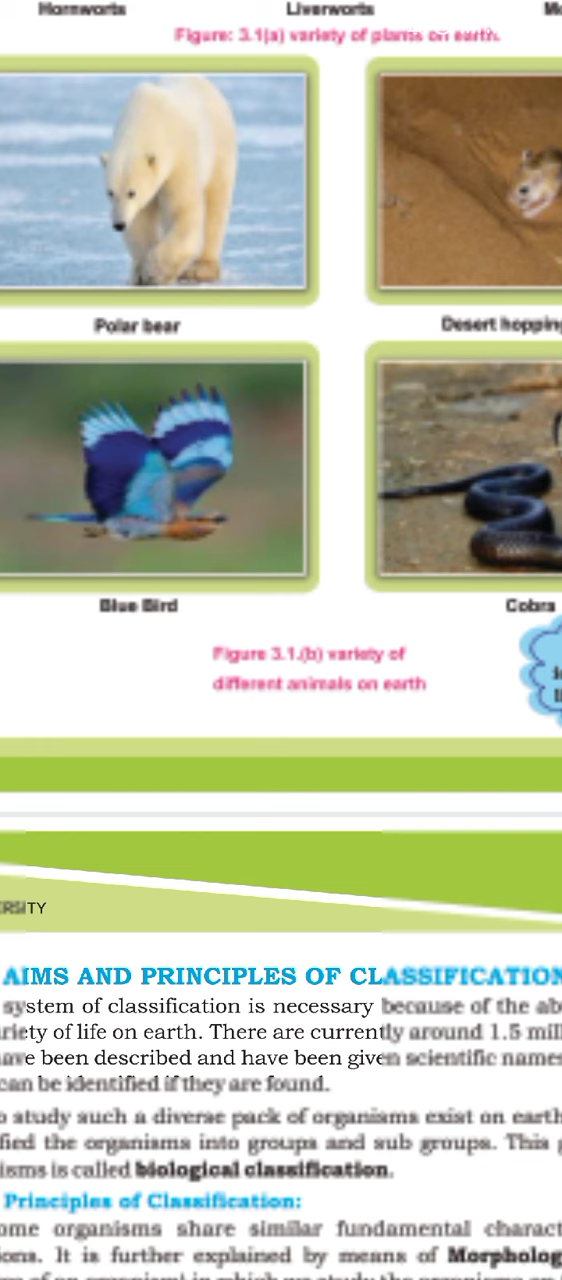 Hornworts Liverworts
Figure: 3.1(a) variety of plants on earth.
Polar bear Desert hopping
Blue Bird Cobra
Figure 3.1.(b) variety of
different animals on earth
ERSITY
AIMS AND PRINCIPLES OF CLASSIFICATION
system of classification is necessary because of the
riety of life on earth. There are currently around 1.5
have been described and have been given scientific names
can be identified if they are found.
o study such a diverse pack of organisms exist on earth
fied the organisms into groups and sub groups. This
isms is called biological classification.
Principles of Classification:
ome organisms share similar fundamental
ions. It is further explained by means of